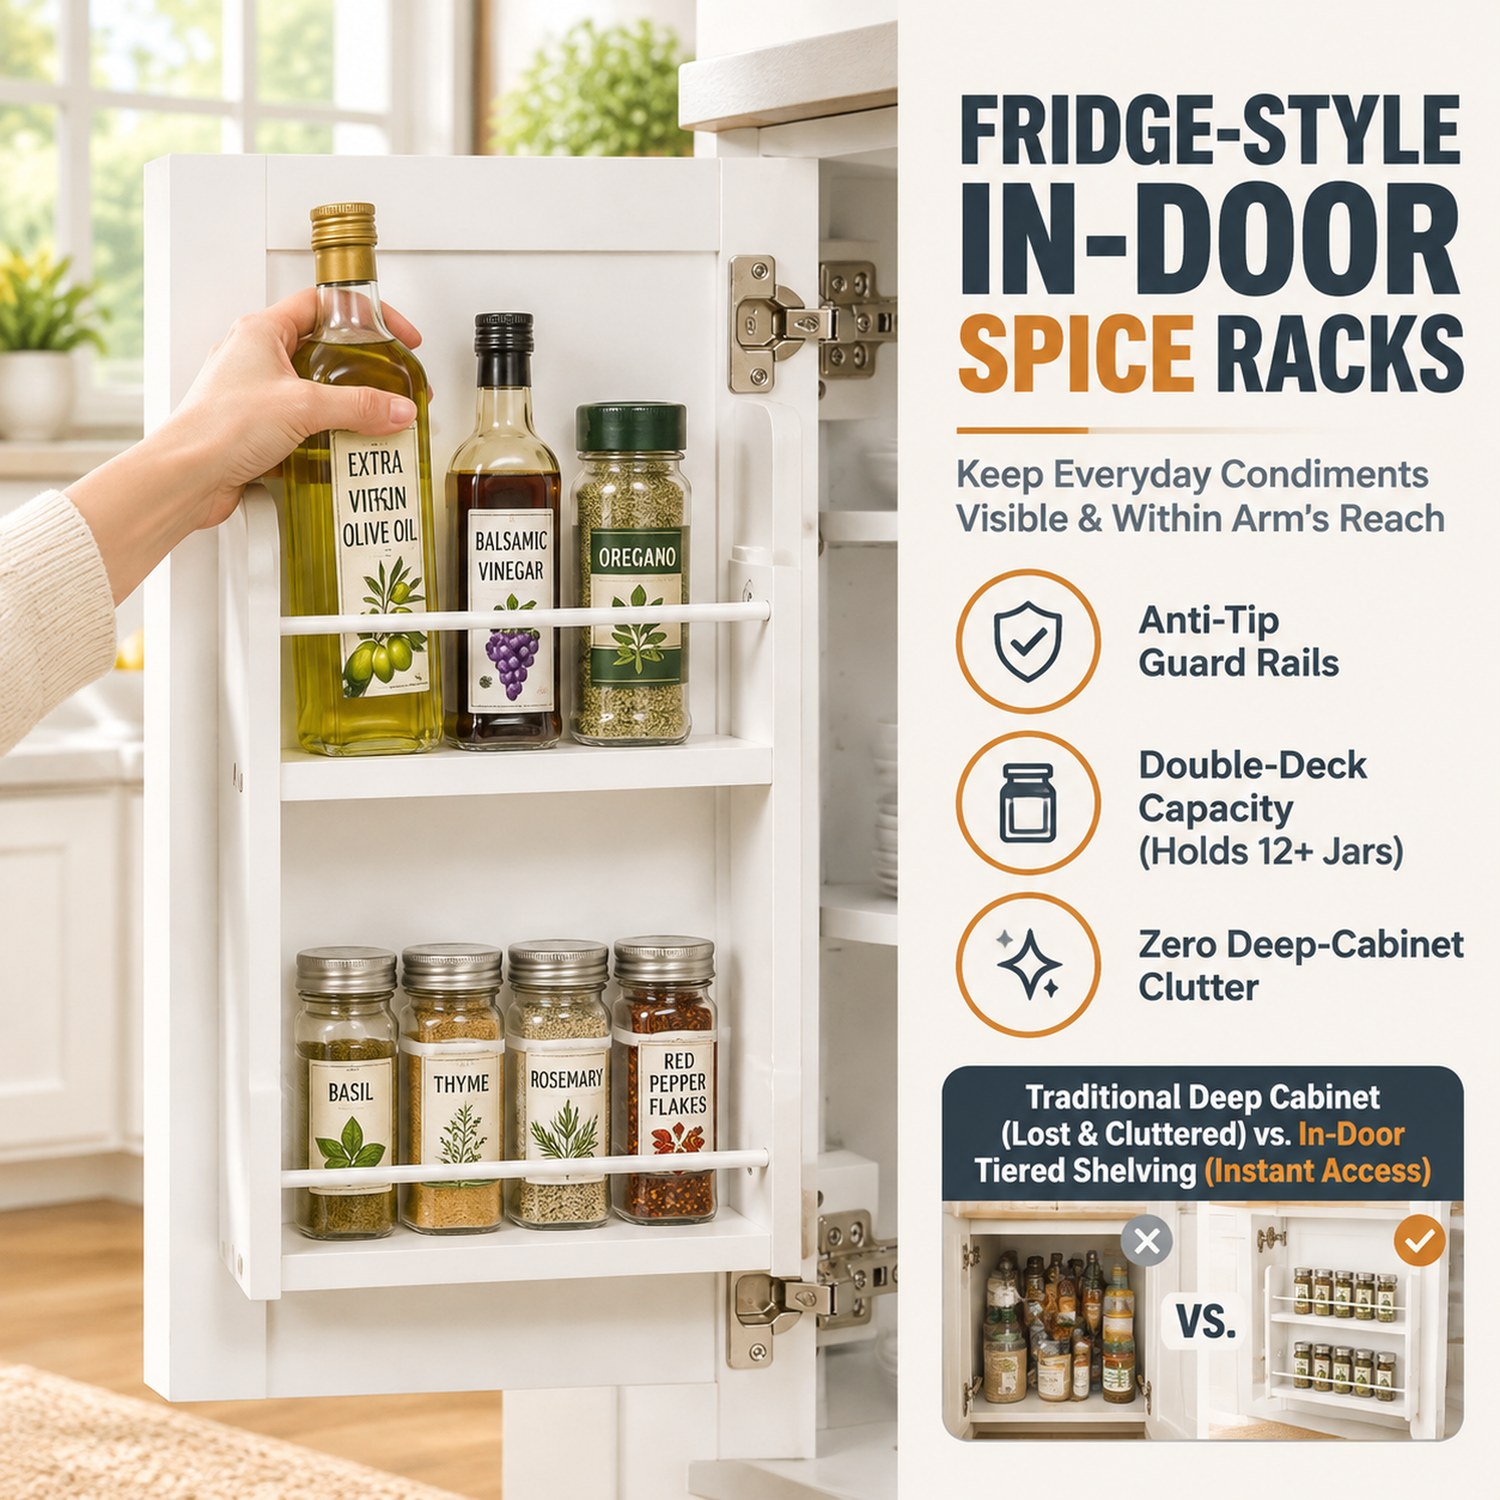 FRIDGE-STYLE
IN-DOOR
SPICE RACKS
Keep Everyday Condiments
Visible & Within Arm's Reach
Anti-Tip
Guard Rails
Double-Deck
Capacity
(Holds 12+ Jars)
Zero Deep-Cabinet
Clutter
Traditional Deep Cabinet
(Lost & Cluttered) vs. In-Door
Tiered Shelving (Instant Access)
VS.
EXTRA
OLIVE OIL
BALSAMIC
VINEGAR
OREGANO
BASIL
THYME
ROSEMARY
RED
PEPPER
FLAKES